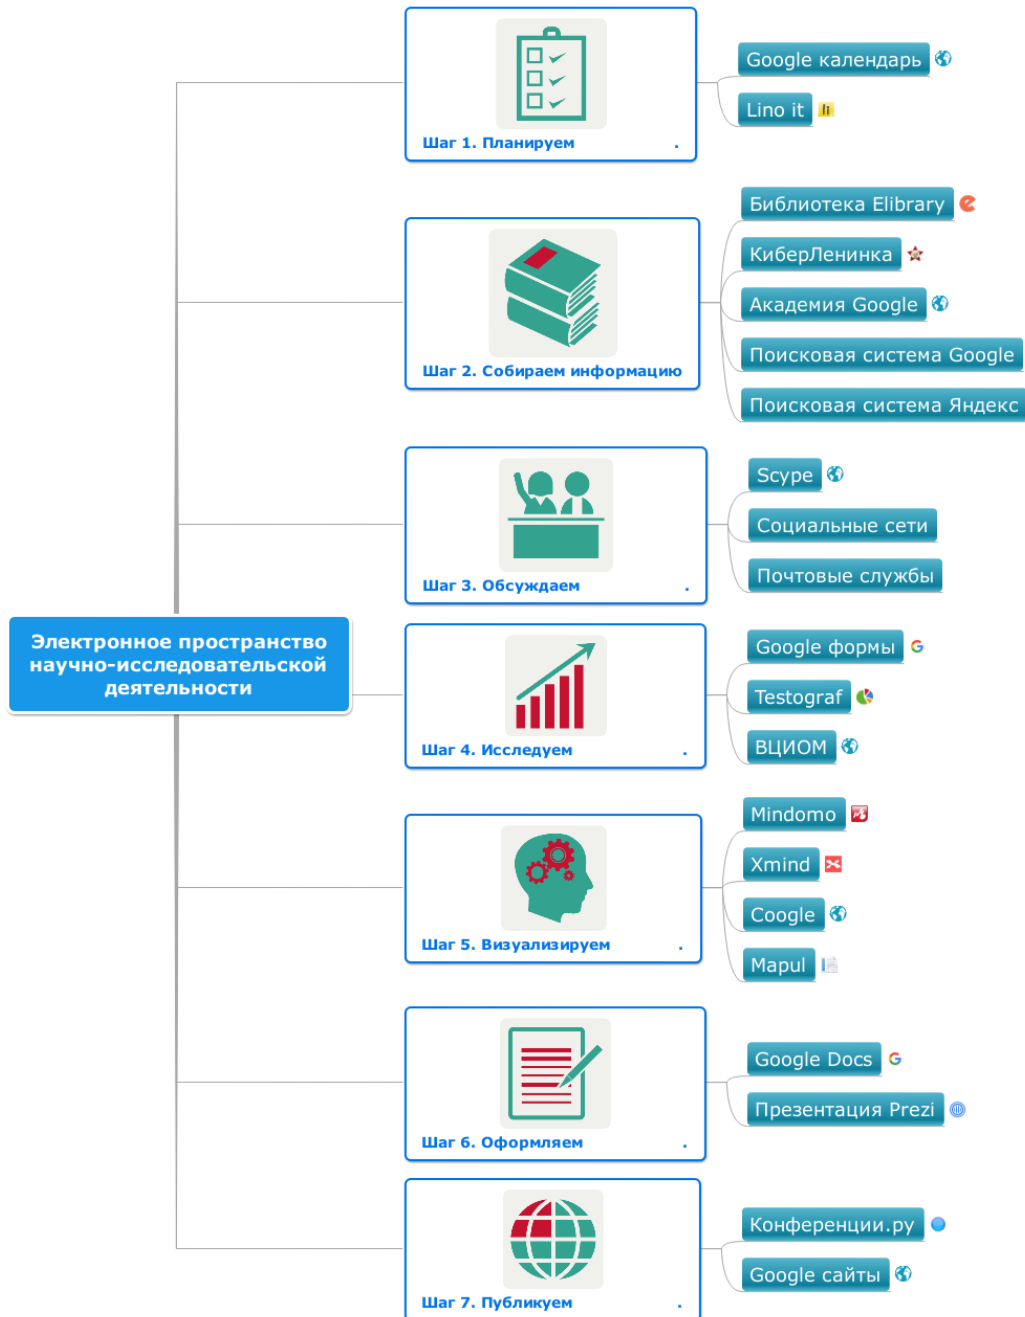 Электронное пространство
научно-исследовательской
деятельности
Шаг 1. Планируем .
Google календарь
Lino it
li
Шаг 2. Собираем информацию
Библиотека Elibrary
КиберЛенинка
Академия Google
Поисковая система Google
Поисковая система Яндекс
Шаг 3. Обсуждаем .
Scype
Социальные сети
Почтовые службы
Шаг 4. Исследуем .
Google формы
G
Testograf
ВЦИОМ
Шаг 5. Визуализируем .
Mindomo
Xmind
Coogle
Mapul
Шаг 6. Оформляем .
Google Docs
G
Презентация Prezi
Шаг 7. Публикуем .
Конференции.ру
Google сайты